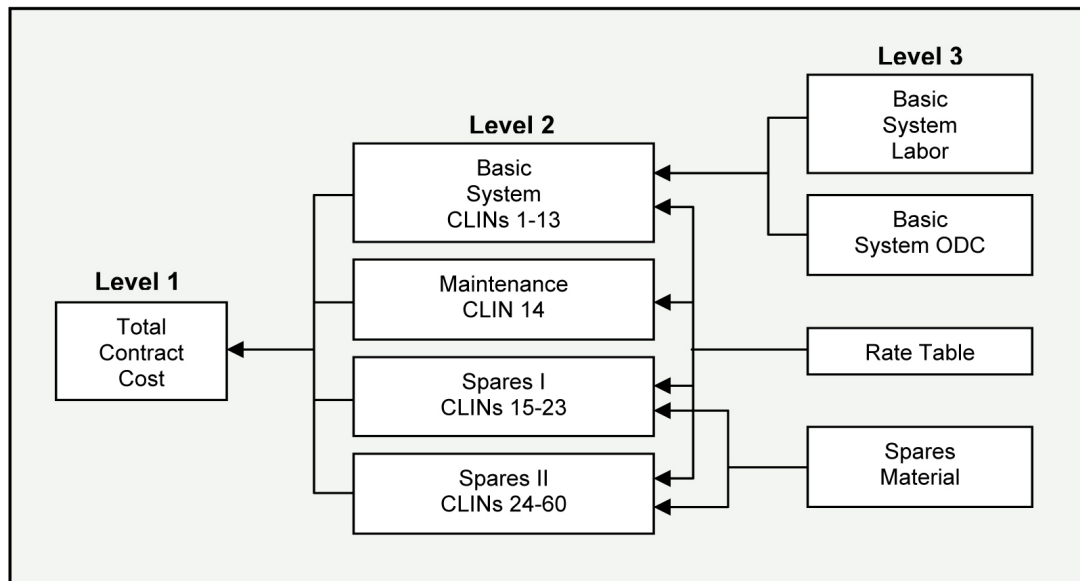 Level 1
Total
Contract
Cost
Level 2
Basic
System
CLINs 1-13
Maintenance
CLIN 14
Spares I
CLINs 15-23
Spares II
CLINs 24-60
Level 3
Basic
System
Labor
Basic
System ODC
Rate Table
Spares
Material